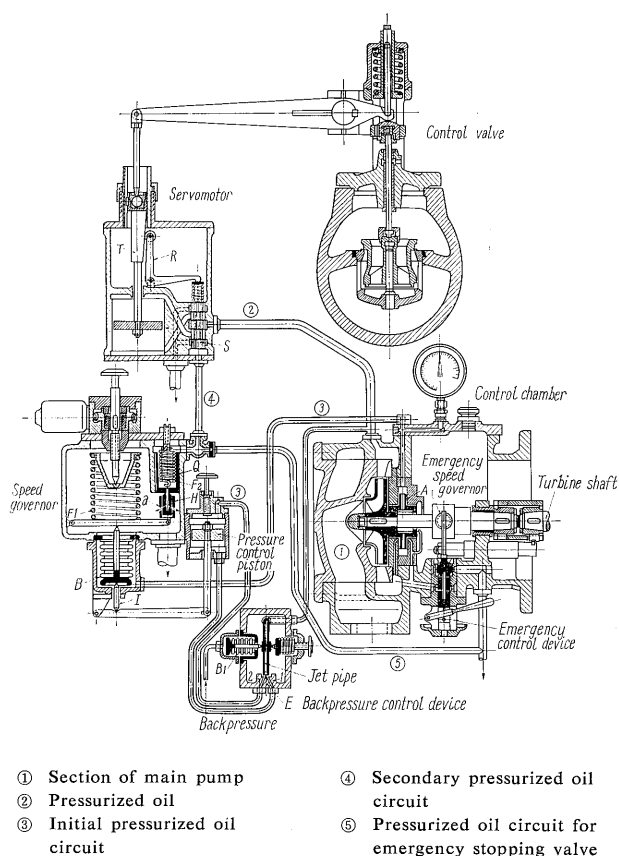 Control valve
Servomotor
T
R
②
S
④
③
Control chamber
Q
F2
H
a
③
Speed
governor
F1
Pressure
control
piston
A
Emergency
speed
governor
Turbine shaft
①
B
I
Emergency
control device
⑤
B1
2
1
Jet pipe
E Backpressure control device
Backpressure
① Section of main pump
② Pressurized oil
③ Initial pressurized oil
circuit
④ Secondary pressurized oil
circuit
⑤ Pressurized oil circuit for
emergency stopping valve